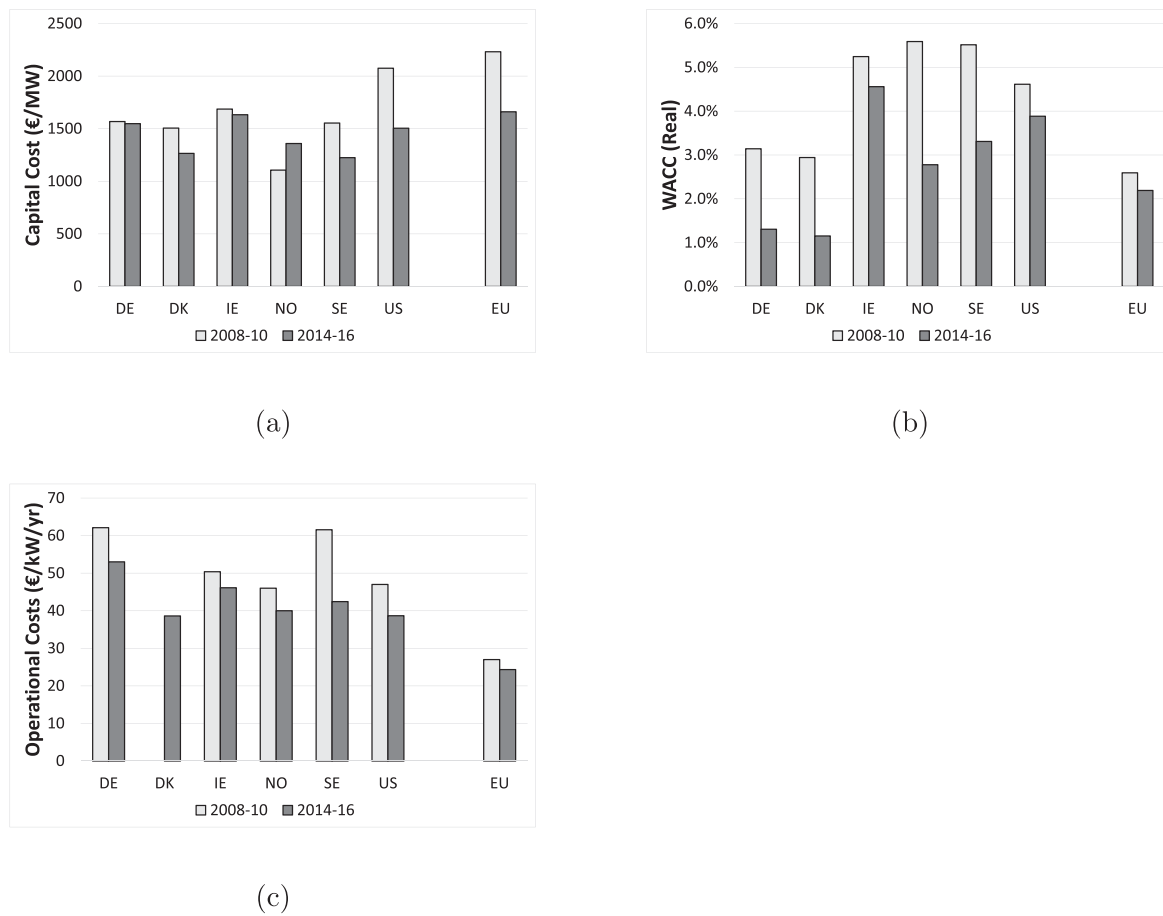 Capital Cost (€/MW)
2500
2000
1500
1000
500
0
DE DK IE NO SE US EU
2008-10 2014-16
(a)
WACC (Real)
6.0%
5.0%
4.0%
3.0%
2.0%
1.0%
0.0%
DE DK IE NO SE US EU
2008-10 2014-16
(b)
Operational Costs (€/kW/yr)
70
60
50
40
30
20
10
0
DE DK IE NO SE US EU
2008-10 2014-16
(c)